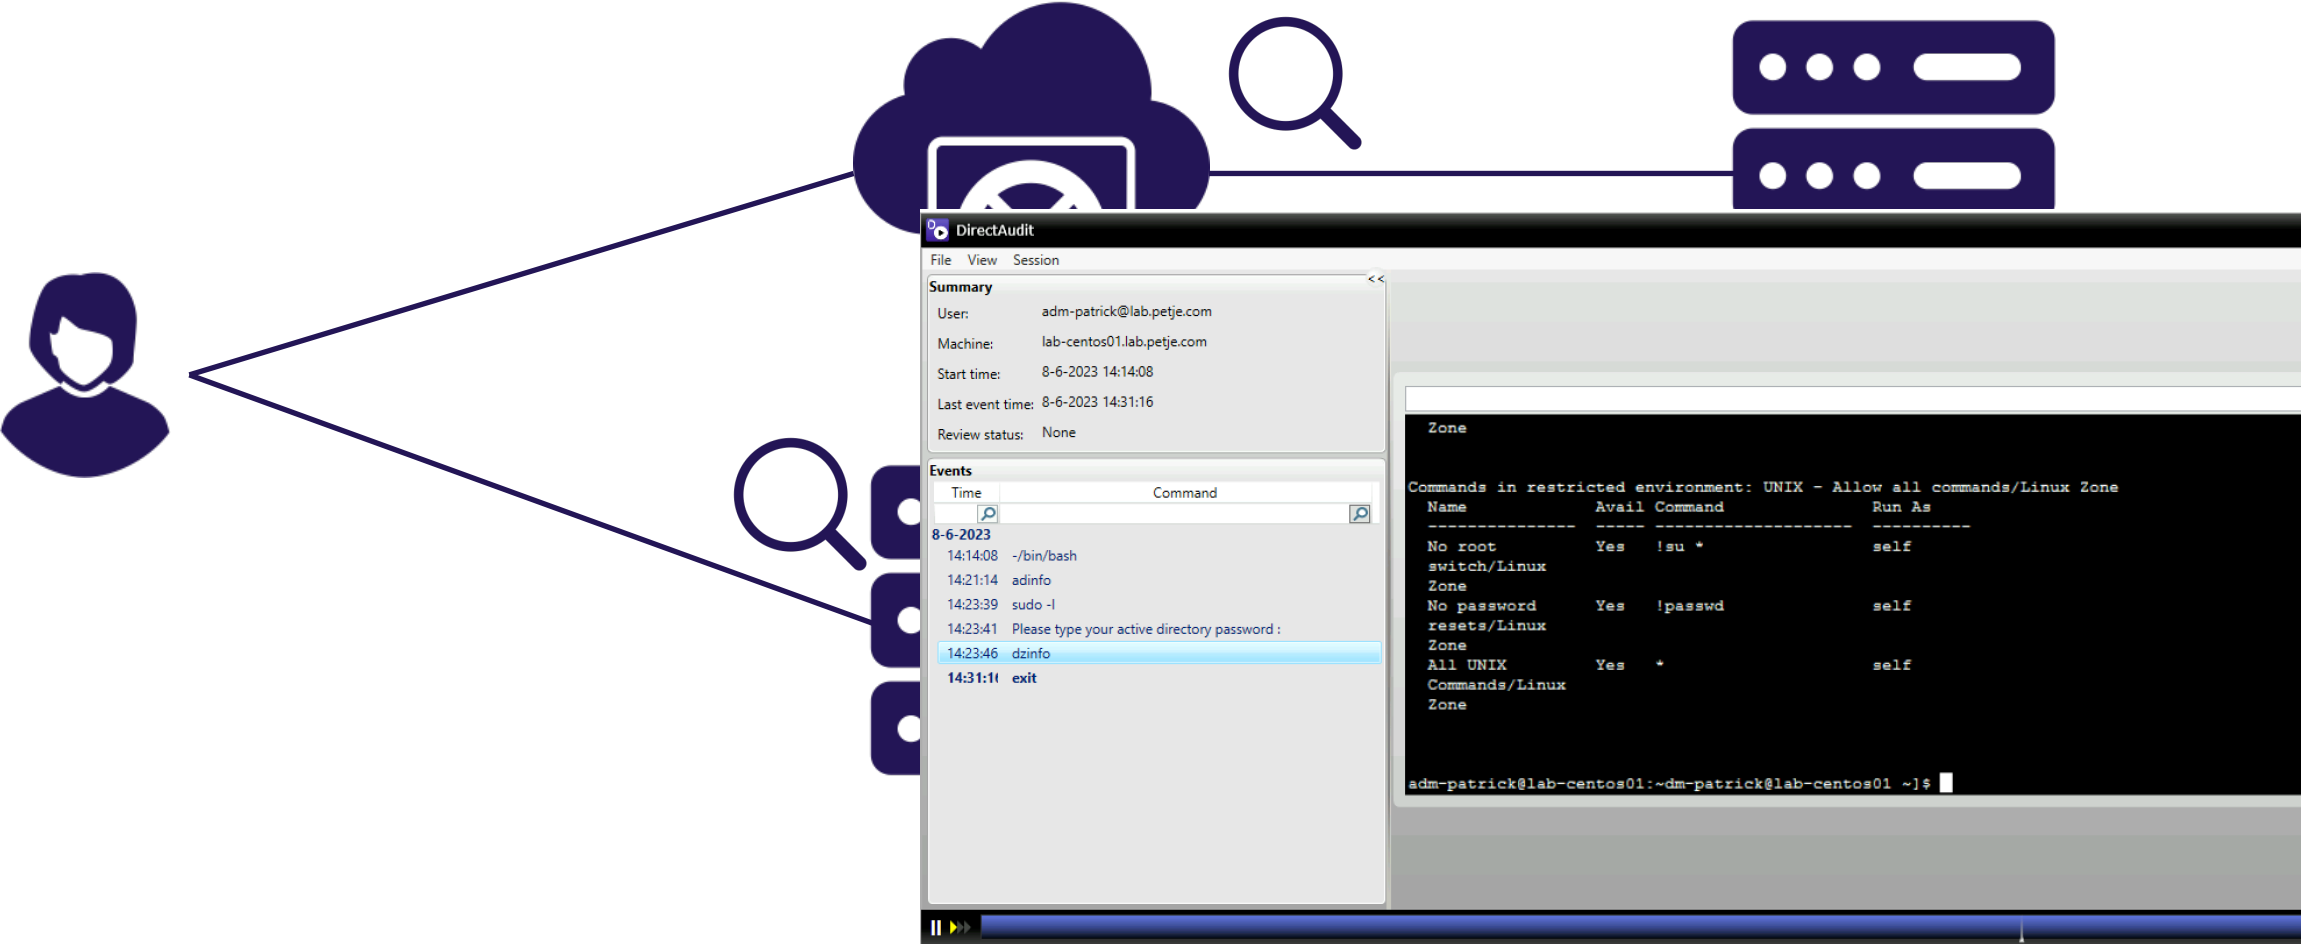 DirectAudit
File View Session
<<
Summary
User: adm-patrick@lab.petje.com
Machine: lab-centos01.lab.petje.com
Start time: 8-6-2023 14:14:08
Last event time: 8-6-2023 14:31:16
Review status: None
Events
Time Command
8-6-2023
14:14:08 -/bin/bash
14:21:14 adinfo
14:23:39 sudo -l
14:23:41 Please type your active directory password :
14:23:46 dzinfo
14:31:16 exit
Zone
Commands in restricted environment: UNIX - Allow all commands/Linux Zone
Name Avail Command Run As
--------------- ----- -------------------- ----------
No root Yes !su * self
switch/Linux
Zone
No password Yes !passwd self
resets/Linux
Zone
All UNIX Yes * self
Commands/Linux
Zone
adm-patrick@lab-centos01:~dm-patrick@lab-centos01 ~]$